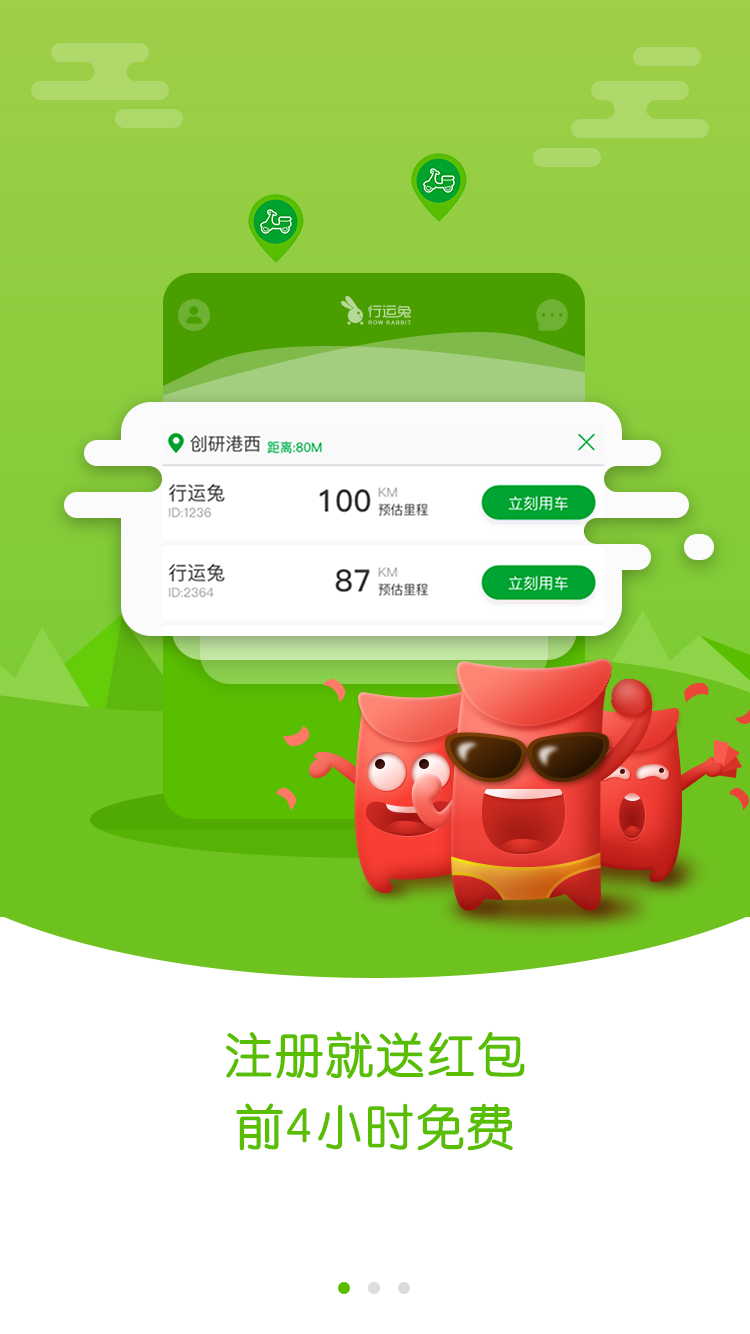 行运兔
ROW RABBIT
创研港西 距离:80M
行运兔 100 KM 立刻用车
ID:1236 预估里程
行运兔 87 KM 立刻用车
ID:2364 预估里程
注册就送红包
前4小时免费